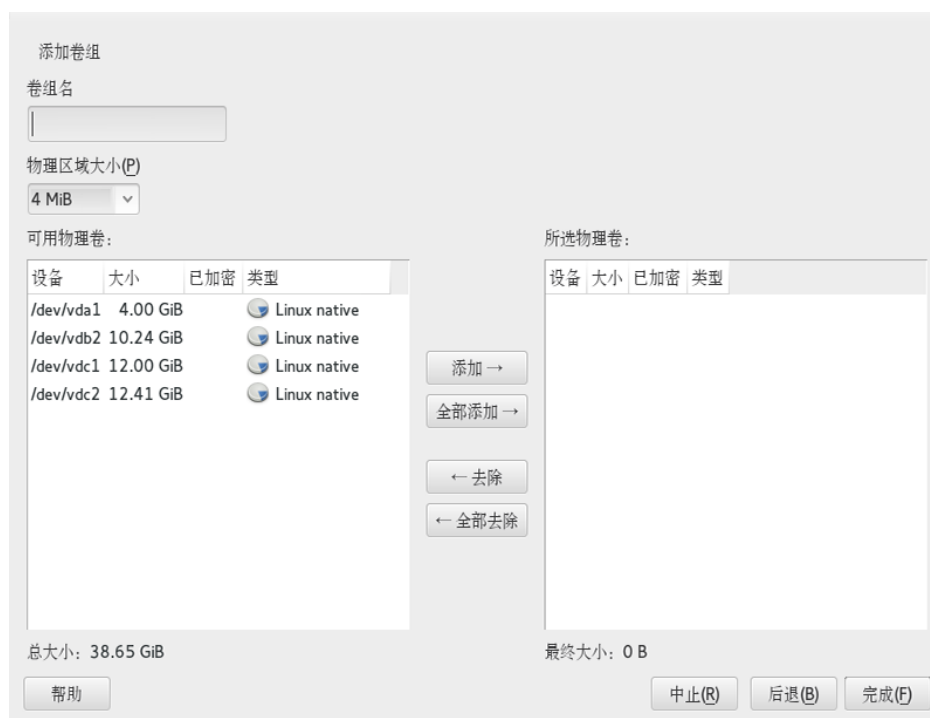 添加卷组
卷组名
物理区域大小(P)
4 MiB
可用物理卷：
设备 大小 已加密 类型
/dev/vda1 4.00 GiB Linux native
/dev/vdb2 10.24 GiB Linux native
/dev/vdc1 12.00 GiB Linux native
/dev/vdc2 12.41 GiB Linux native
总大小：38.65 GiB
添加→
全部添加→
←去除
←全部去除
所选物理卷：
设备 大小 已加密 类型
最终大小：0 B
帮助
中止(R)
后退(B)
完成(F)